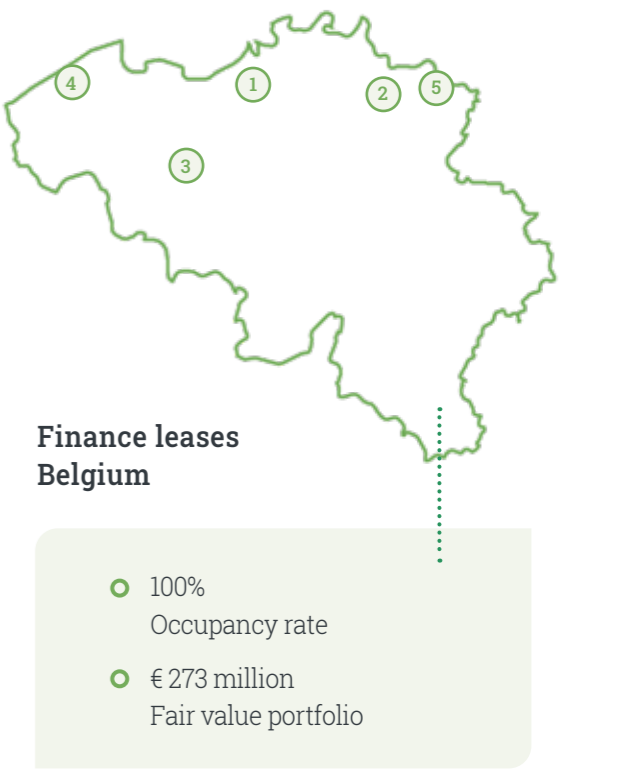 4
1
2
5
3
Finance leases
Belgium
100%
Occupancy rate
€ 273 million
Fair value portfolio